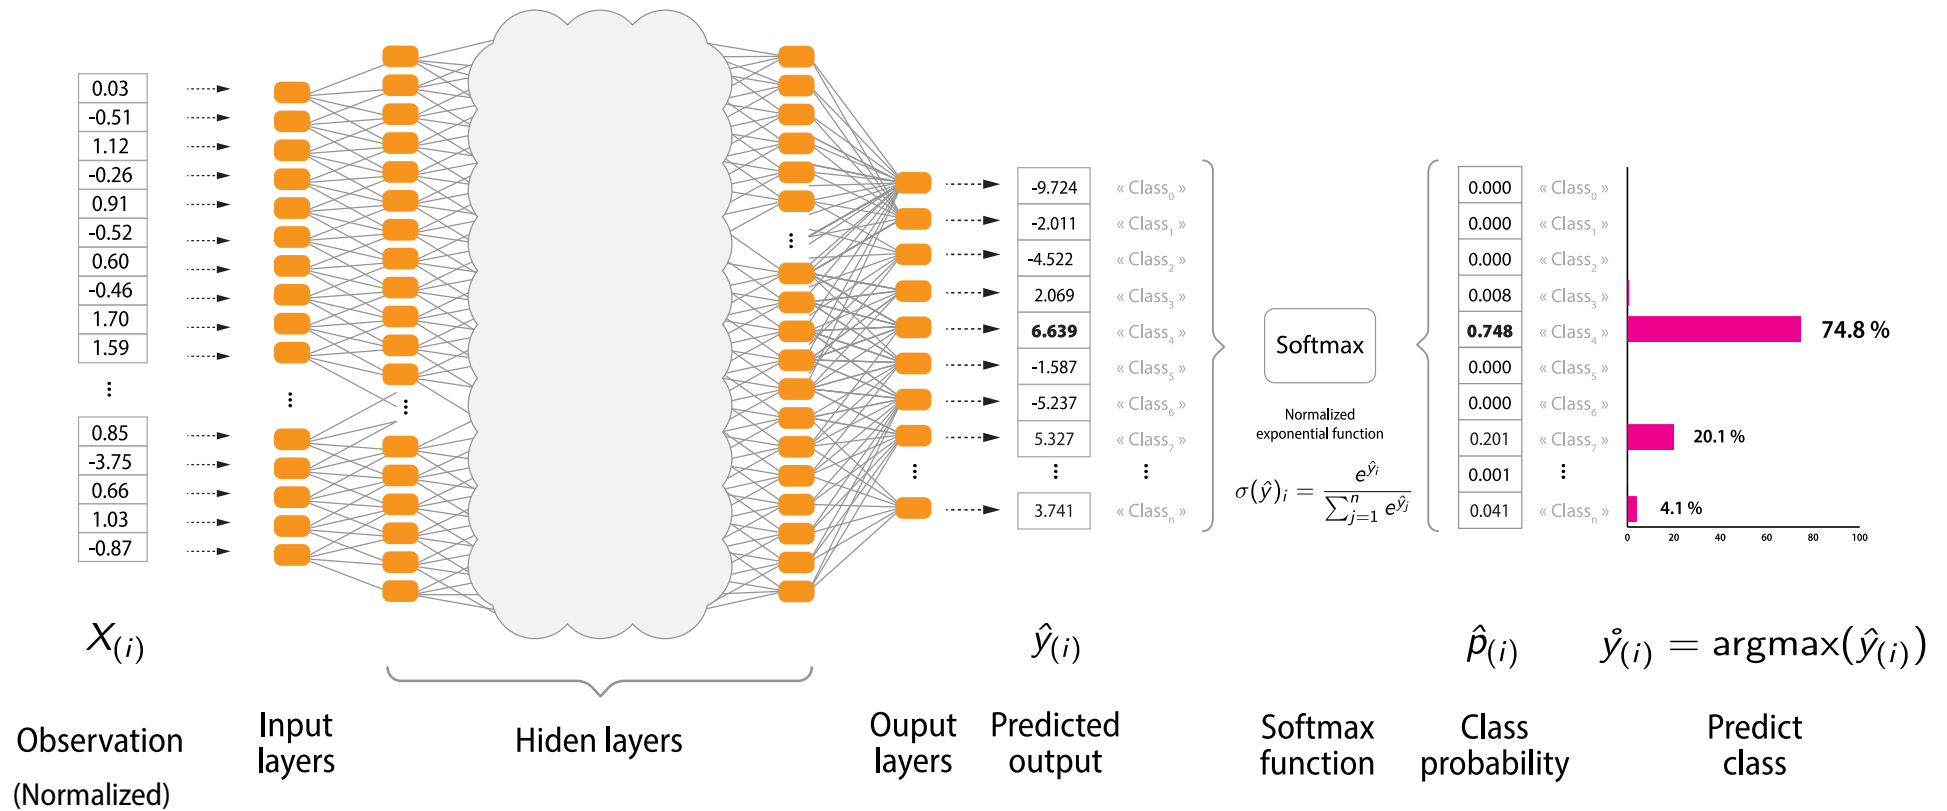 0.03
-0.51
1.12
-0.26
0.91
-0.52
0.60
-0.46
1.70
1.59
⋮
0.85
-3.75
0.66
1.03
-0.87
⋮
⋮
⋮
⋮
-9.724 « Class₀ »
-2.011 « Class₁ »
-4.522 « Class₂ »
2.069 « Class₃ »
6.639 « Class₄ »
-1.587 « Class₅ »
-5.237 « Class₆ »
5.327 « Class₇ »
⋮ ⋮
3.741 « Classₙ »
Softmax
Normalized
exponential function
σ(ŷ)ᵢ = e^ŷᵢ / ∑ⁿⱼ₌₁ e^ŷⱼ
0.000 « Class₀ »
0.000 « Class₁ »
0.000 « Class₂ »
0.008 « Class₃ »
0.748 « Class₄ » 74.8 %
0.000 « Class₅ »
0.000 « Class₆ »
0.201 « Class₇ » 20.1 %
0.001 ⋮
0.041 « Classₙ » 4.1 %
0 20 40 60 80 100
X₍ᵢ₎ ŷ₍ᵢ₎ p̂₍ᵢ₎ ẙ₍ᵢ₎ = argmax(ŷ₍ᵢ₎)
Observation
(Normalized)
Input
layers
Hiden layers
Ouput
layers
Predicted
output
Softmax
function
Class
probability
Predict
class